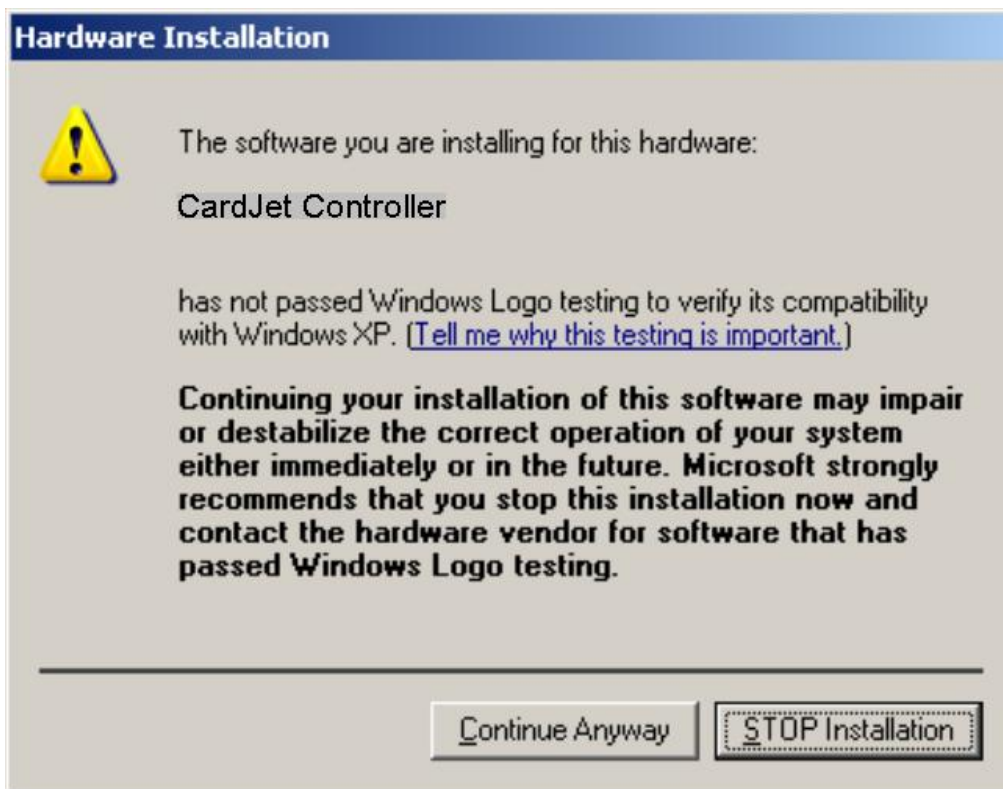 Hardware Installation
The software you are installing for this hardware:
CardJet Controller
has not passed Windows Logo testing to verify its compatibility
with Windows XP. (Tell me why this testing is important.)
Continuing your installation of this software may impair
or destabilize the correct operation of your system
either immediately or in the future. Microsoft strongly
recommends that you stop this installation now and
contact the hardware vendor for software that has
passed Windows Logo testing.
Continue Anyway
STOP Installation